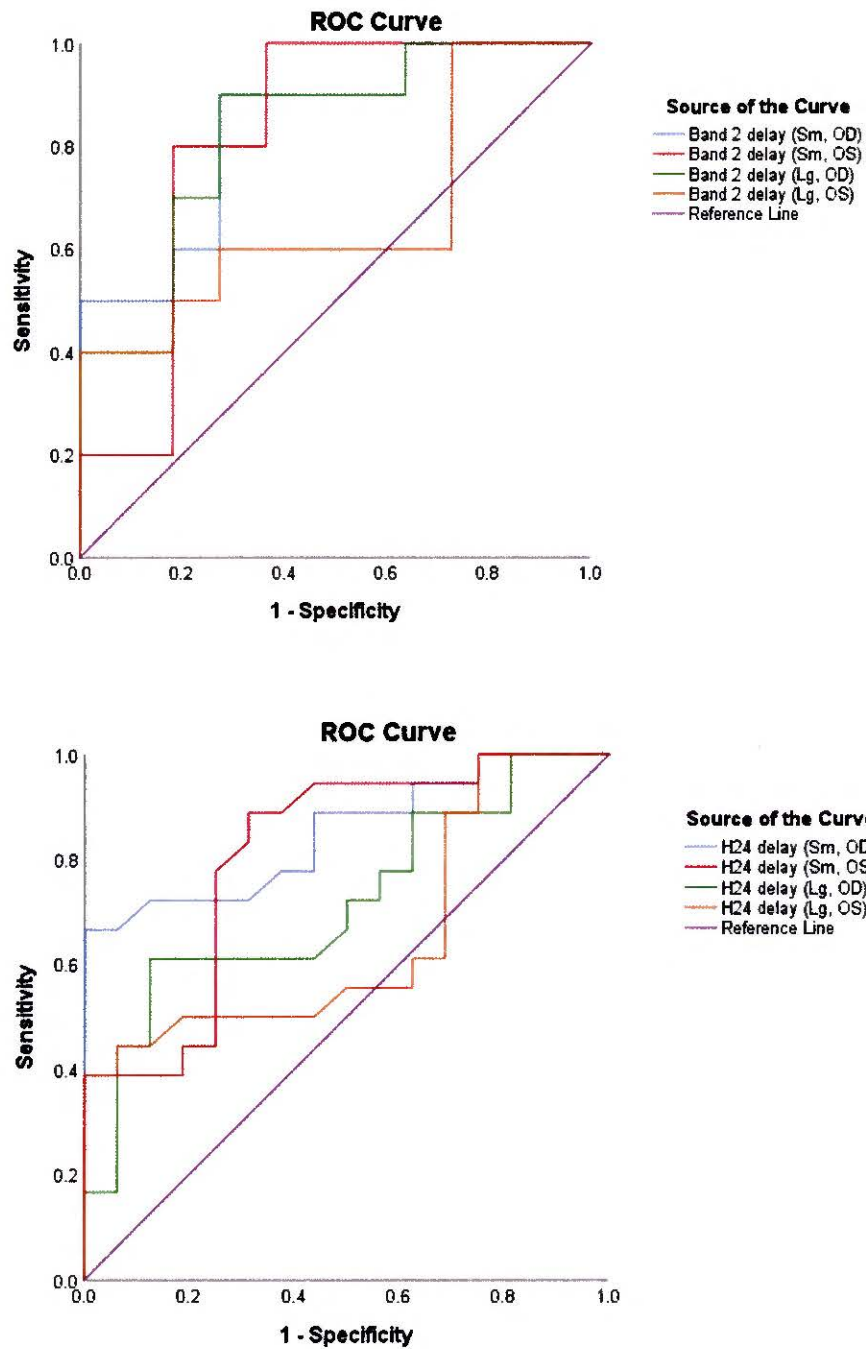 ROC Curve
1.0
0.8
0.6
0.4
0.2
0.0
Sensitivity
0.0 0.2 0.4 0.6 0.8 1.0
1 - Specificity
Source of the Curve
Band 2 delay (Sm, OD)
Band 2 delay (Sm, OS)
Band 2 delay (Lg, OD)
Band 2 delay (Lg, OS)
Reference Line
ROC Curve
1.0
0.8
0.6
0.4
0.2
0.0
Sensitivity
0.0 0.2 0.4 0.6 0.8 1.0
1 - Specificity
Source of the Curv
H24 delay (Sm, OD
H24 delay (Sm, OS
H24 delay (Lg, OD)
H24 delay (Lg, OS)
Reference Line